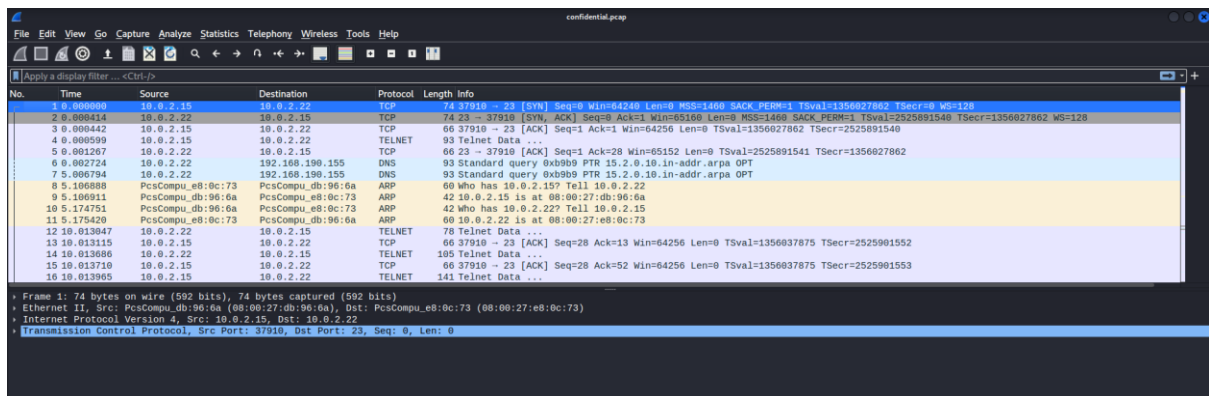 confidential.pcap
File Edit View Go Capture Analyze Statistics Telephony Wireless Tools Help
Apply a display filter ... <Ctrl-/>
No. Time Source Destination Protocol Length Info
1 0.000000 10.0.2.15 10.0.2.22 TCP 74 37910 → 23 [SYN] Seq=0 Win=64240 Len=0 MSS=1460 SACK_PERM=1 TSval=1356027862 TSecr=0 WS=128
2 0.000414 10.0.2.22 10.0.2.15 TCP 74 23 → 37910 [SYN, ACK] Seq=0 Ack=1 Win=65160 Len=0 MSS=1460 SACK_PERM=1 TSval=2525891540 TSecr=1356027862 WS=128
3 0.000442 10.0.2.15 10.0.2.22 TCP 66 37910 → 23 [ACK] Seq=1 Ack=1 Win=64256 Len=0 TSval=1356027862 TSecr=2525891540
4 0.000599 10.0.2.15 10.0.2.22 TELNET 93 Telnet Data ...
5 0.001267 10.0.2.22 10.0.2.15 TCP 66 23 → 37910 [ACK] Seq=1 Ack=28 Win=65152 Len=0 TSval=2525891541 TSecr=1356027862
6 0.002724 10.0.2.22 192.168.190.155 DNS 93 Standard query 0xb9b9 PTR 15.2.0.10.in-addr.arpa OPT
7 5.006794 10.0.2.22 192.168.190.155 DNS 93 Standard query 0xb9b9 PTR 15.2.0.10.in-addr.arpa OPT
8 5.106888 PcsCompu_e8:0c:73 PcsCompu_db:96:6a ARP 60 Who has 10.0.2.15? Tell 10.0.2.22
9 5.106911 PcsCompu_db:96:6a PcsCompu_e8:0c:73 ARP 42 10.0.2.15 is at 08:00:27:db:96:6a
10 5.174751 PcsCompu_db:96:6a PcsCompu_e8:0c:73 ARP 42 Who has 10.0.2.22? Tell 10.0.2.15
11 5.175420 PcsCompu_e8:0c:73 PcsCompu_db:96:6a ARP 60 10.0.2.22 is at 08:00:27:e8:0c:73
12 10.013047 10.0.2.22 10.0.2.15 TELNET 78 Telnet Data ...
13 10.013115 10.0.2.15 10.0.2.22 TCP 66 37910 → 23 [ACK] Seq=28 Ack=13 Win=64256 Len=0 TSval=1356037875 TSecr=2525901552
14 10.013686 10.0.2.22 10.0.2.15 TELNET 105 Telnet Data ...
15 10.013710 10.0.2.15 10.0.2.22 TCP 66 37910 → 23 [ACK] Seq=28 Ack=52 Win=64256 Len=0 TSval=1356037875 TSecr=2525901553
16 10.013965 10.0.2.15 10.0.2.22 TELNET 141 Telnet Data ...
Frame 1: 74 bytes on wire (592 bits), 74 bytes captured (592 bits)
Ethernet II, Src: PcsCompu_db:96:6a (08:00:27:db:96:6a), Dst: PcsCompu_e8:0c:73 (08:00:27:e8:0c:73)
Internet Protocol Version 4, Src: 10.0.2.15, Dst: 10.0.2.22
Transmission Control Protocol, Src Port: 37910, Dst Port: 23, Seq: 0, Len: 0